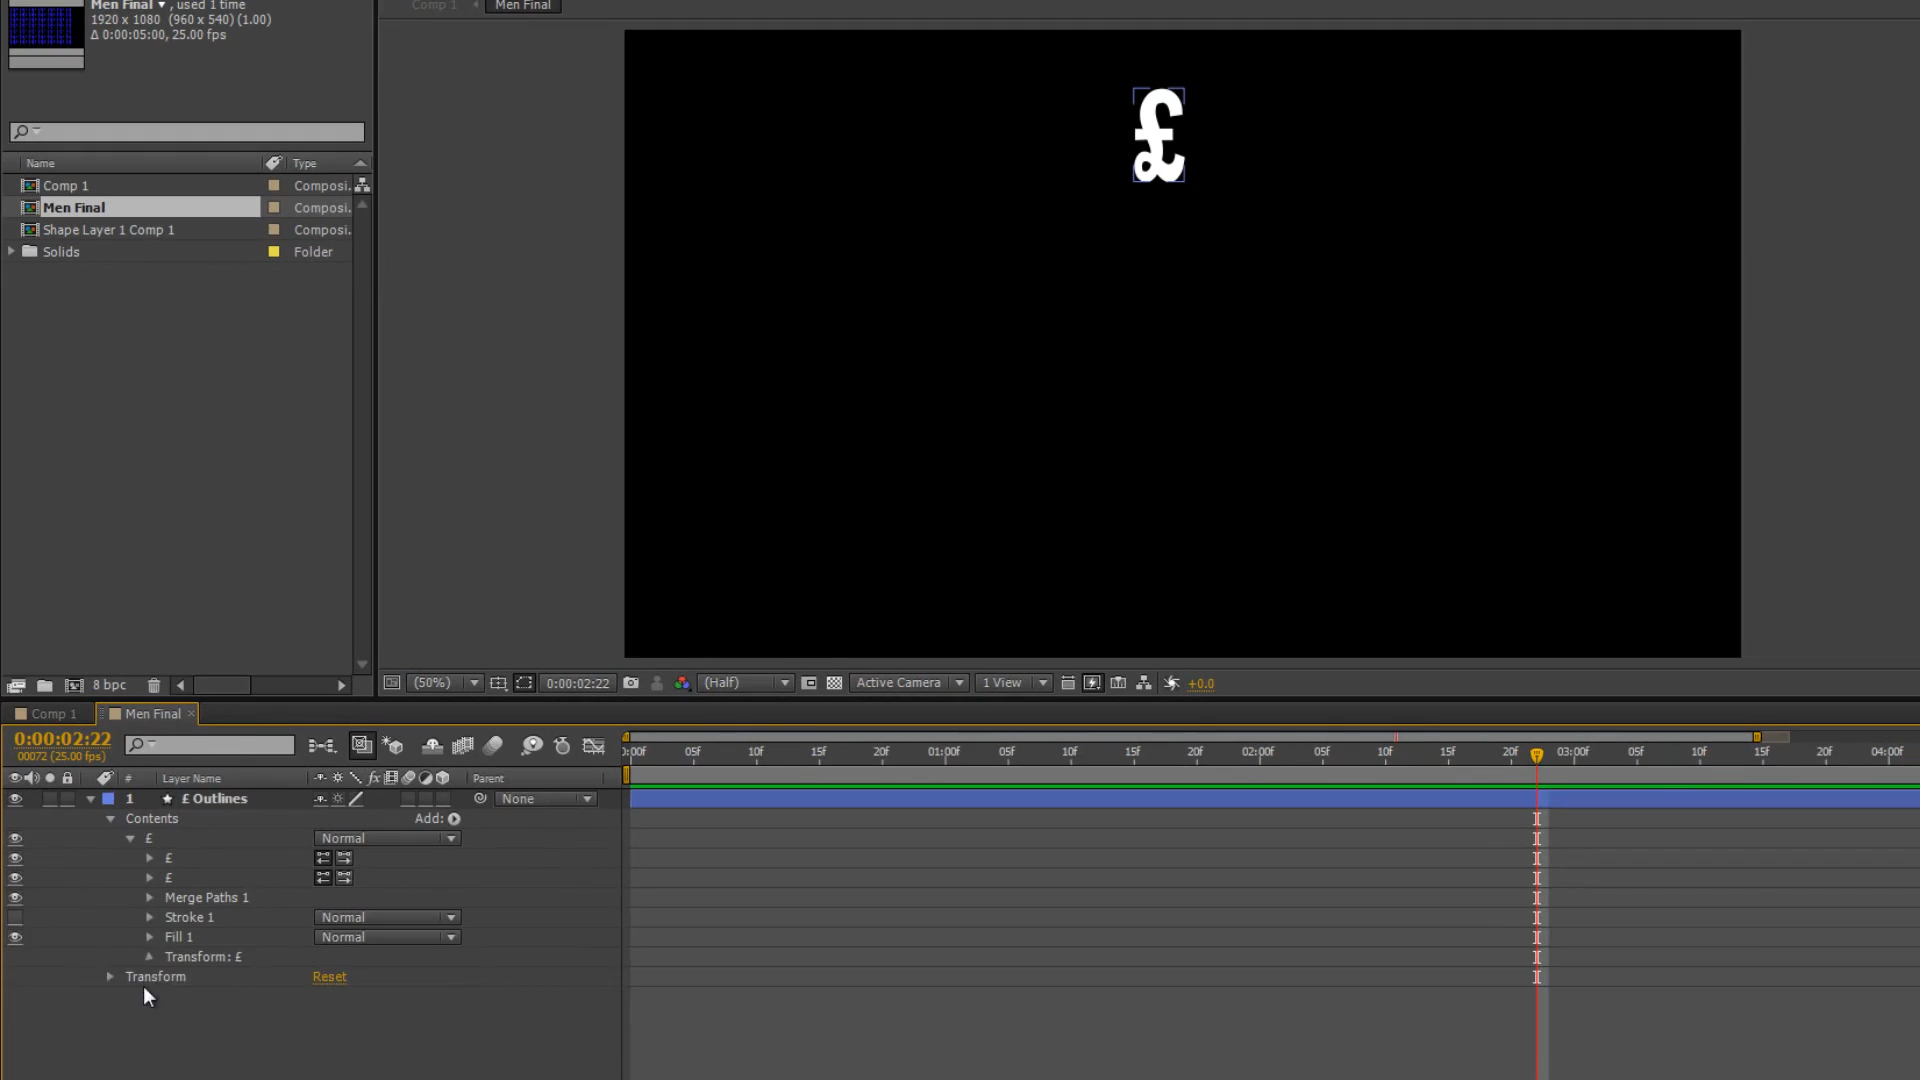 Men Final ▾, used 1 time
1920 x 1080 (960 x 540) (1.00)
Δ 0:00:05:00, 25.00 fps
Comp 1
Men Final
£
Name
Type
Comp 1
Composi.
Men Final
Composi.
Shape Layer 1 Comp 1
Composi.
Solids
Folder
8 bpc
(50%)
0:00:02:22
(Half)
Active Camera
1 View
+0.0
Comp 1
Men Final
0:00:02:22
00072 (25.00 fps)
0:00f 05f 10f 15f 20f 01:00f 05f 10f 15f 20f 02:00f 05f 10f 15f 20f 03:00f 05f 10f 15f 20f 04:00f
# Layer Name
fx
Parent
1 ★ £ Outlines
None
Contents
Add:
£
Normal
£
£
Merge Paths 1
Stroke 1
Normal
Fill 1
Normal
Transform: £
Transform
Reset